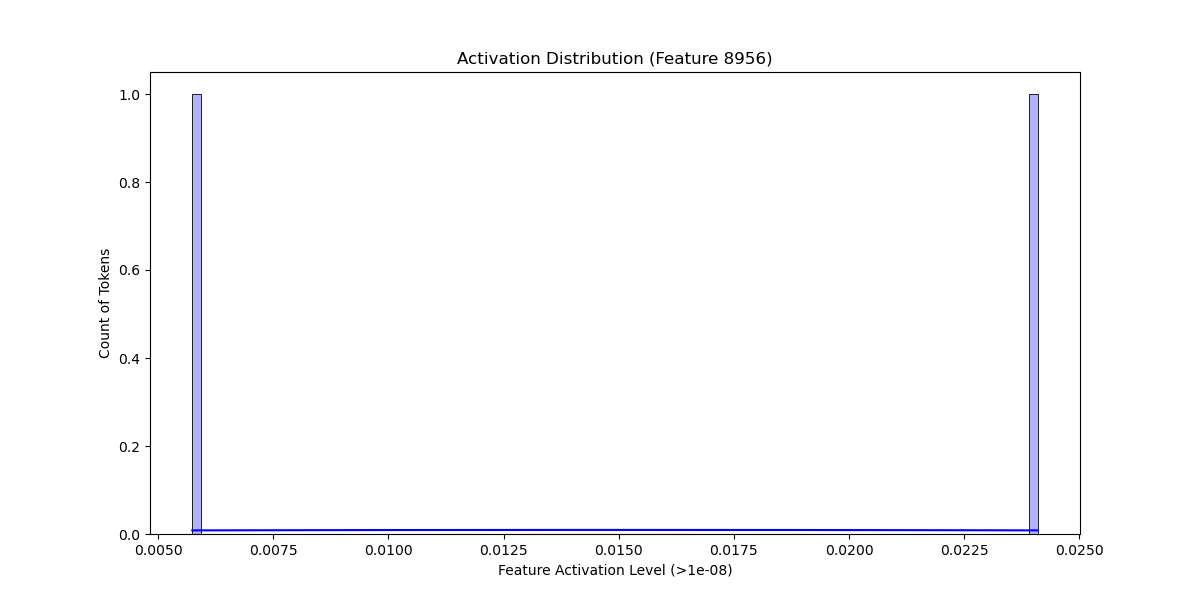 Activation Distribution (Feature 8956)
Count of Tokens
1.0
0.8
0.6
0.4
0.2
0.0
0.0050 0.0075 0.0100 0.0125 0.0150 0.0175 0.0200 0.0225 0.0250
Feature Activation Level (>1e-08)